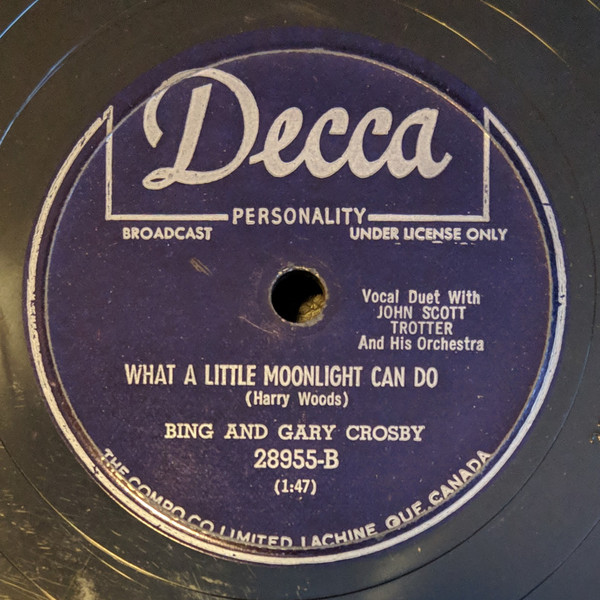 Decca
PERSONALITY
BROADCAST UNDER LICENSE ONLY
Vocal Duet With
JOHN SCOTT
TROTTER
And His Orchestra
WHAT A LITTLE MOONLIGHT CAN DO
(Harry Woods)
BING AND GARY CROSBY
28955-B
(1:47)
THE COMPO CO. LIMITED, LACHINE, QUE. CANADA